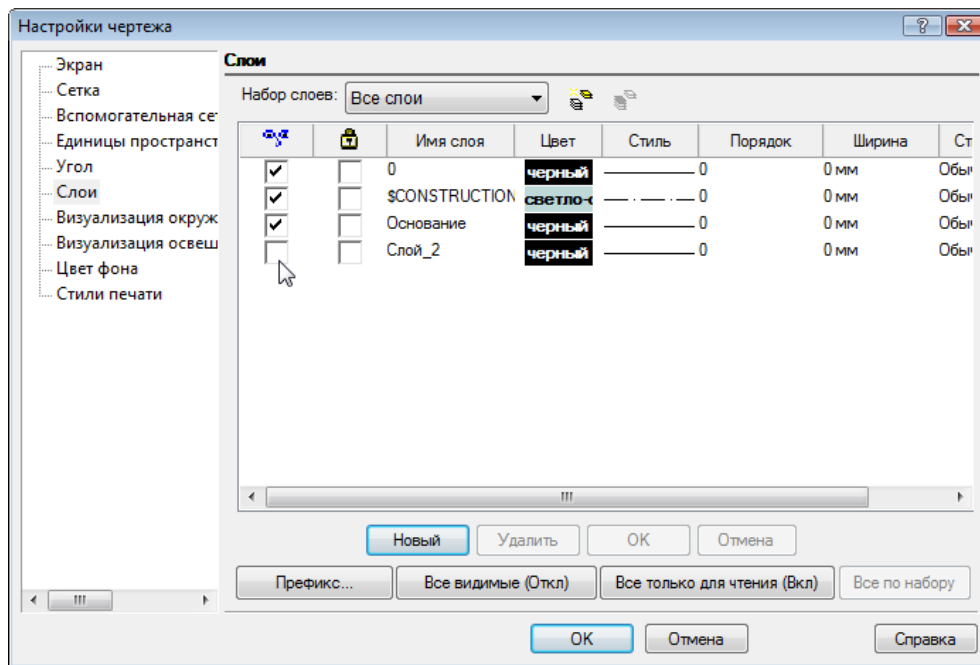 Настройки чертежа
Экран
Сетка
Вспомогательная се
Единицы пространст
Угол
Слои
Визуализация окруж
Визуализация освещ
Цвет фона
Стили печати
Слои
Набор слоев: Все слои
Имя слоя Цвет Стиль Порядок Ширина Ст
0 черный 0 0 мм Обы
$CONSTRUCTION светло- 0 0 мм Обы
Основание черный 0 0 мм Обы
Слой_2 черный 0 0 мм Обы
Новый Удалить OK Отмена
Префикс... Все видимые (Откл) Все только для чтения (Вкл) Все по набору
OK Отмена Справка